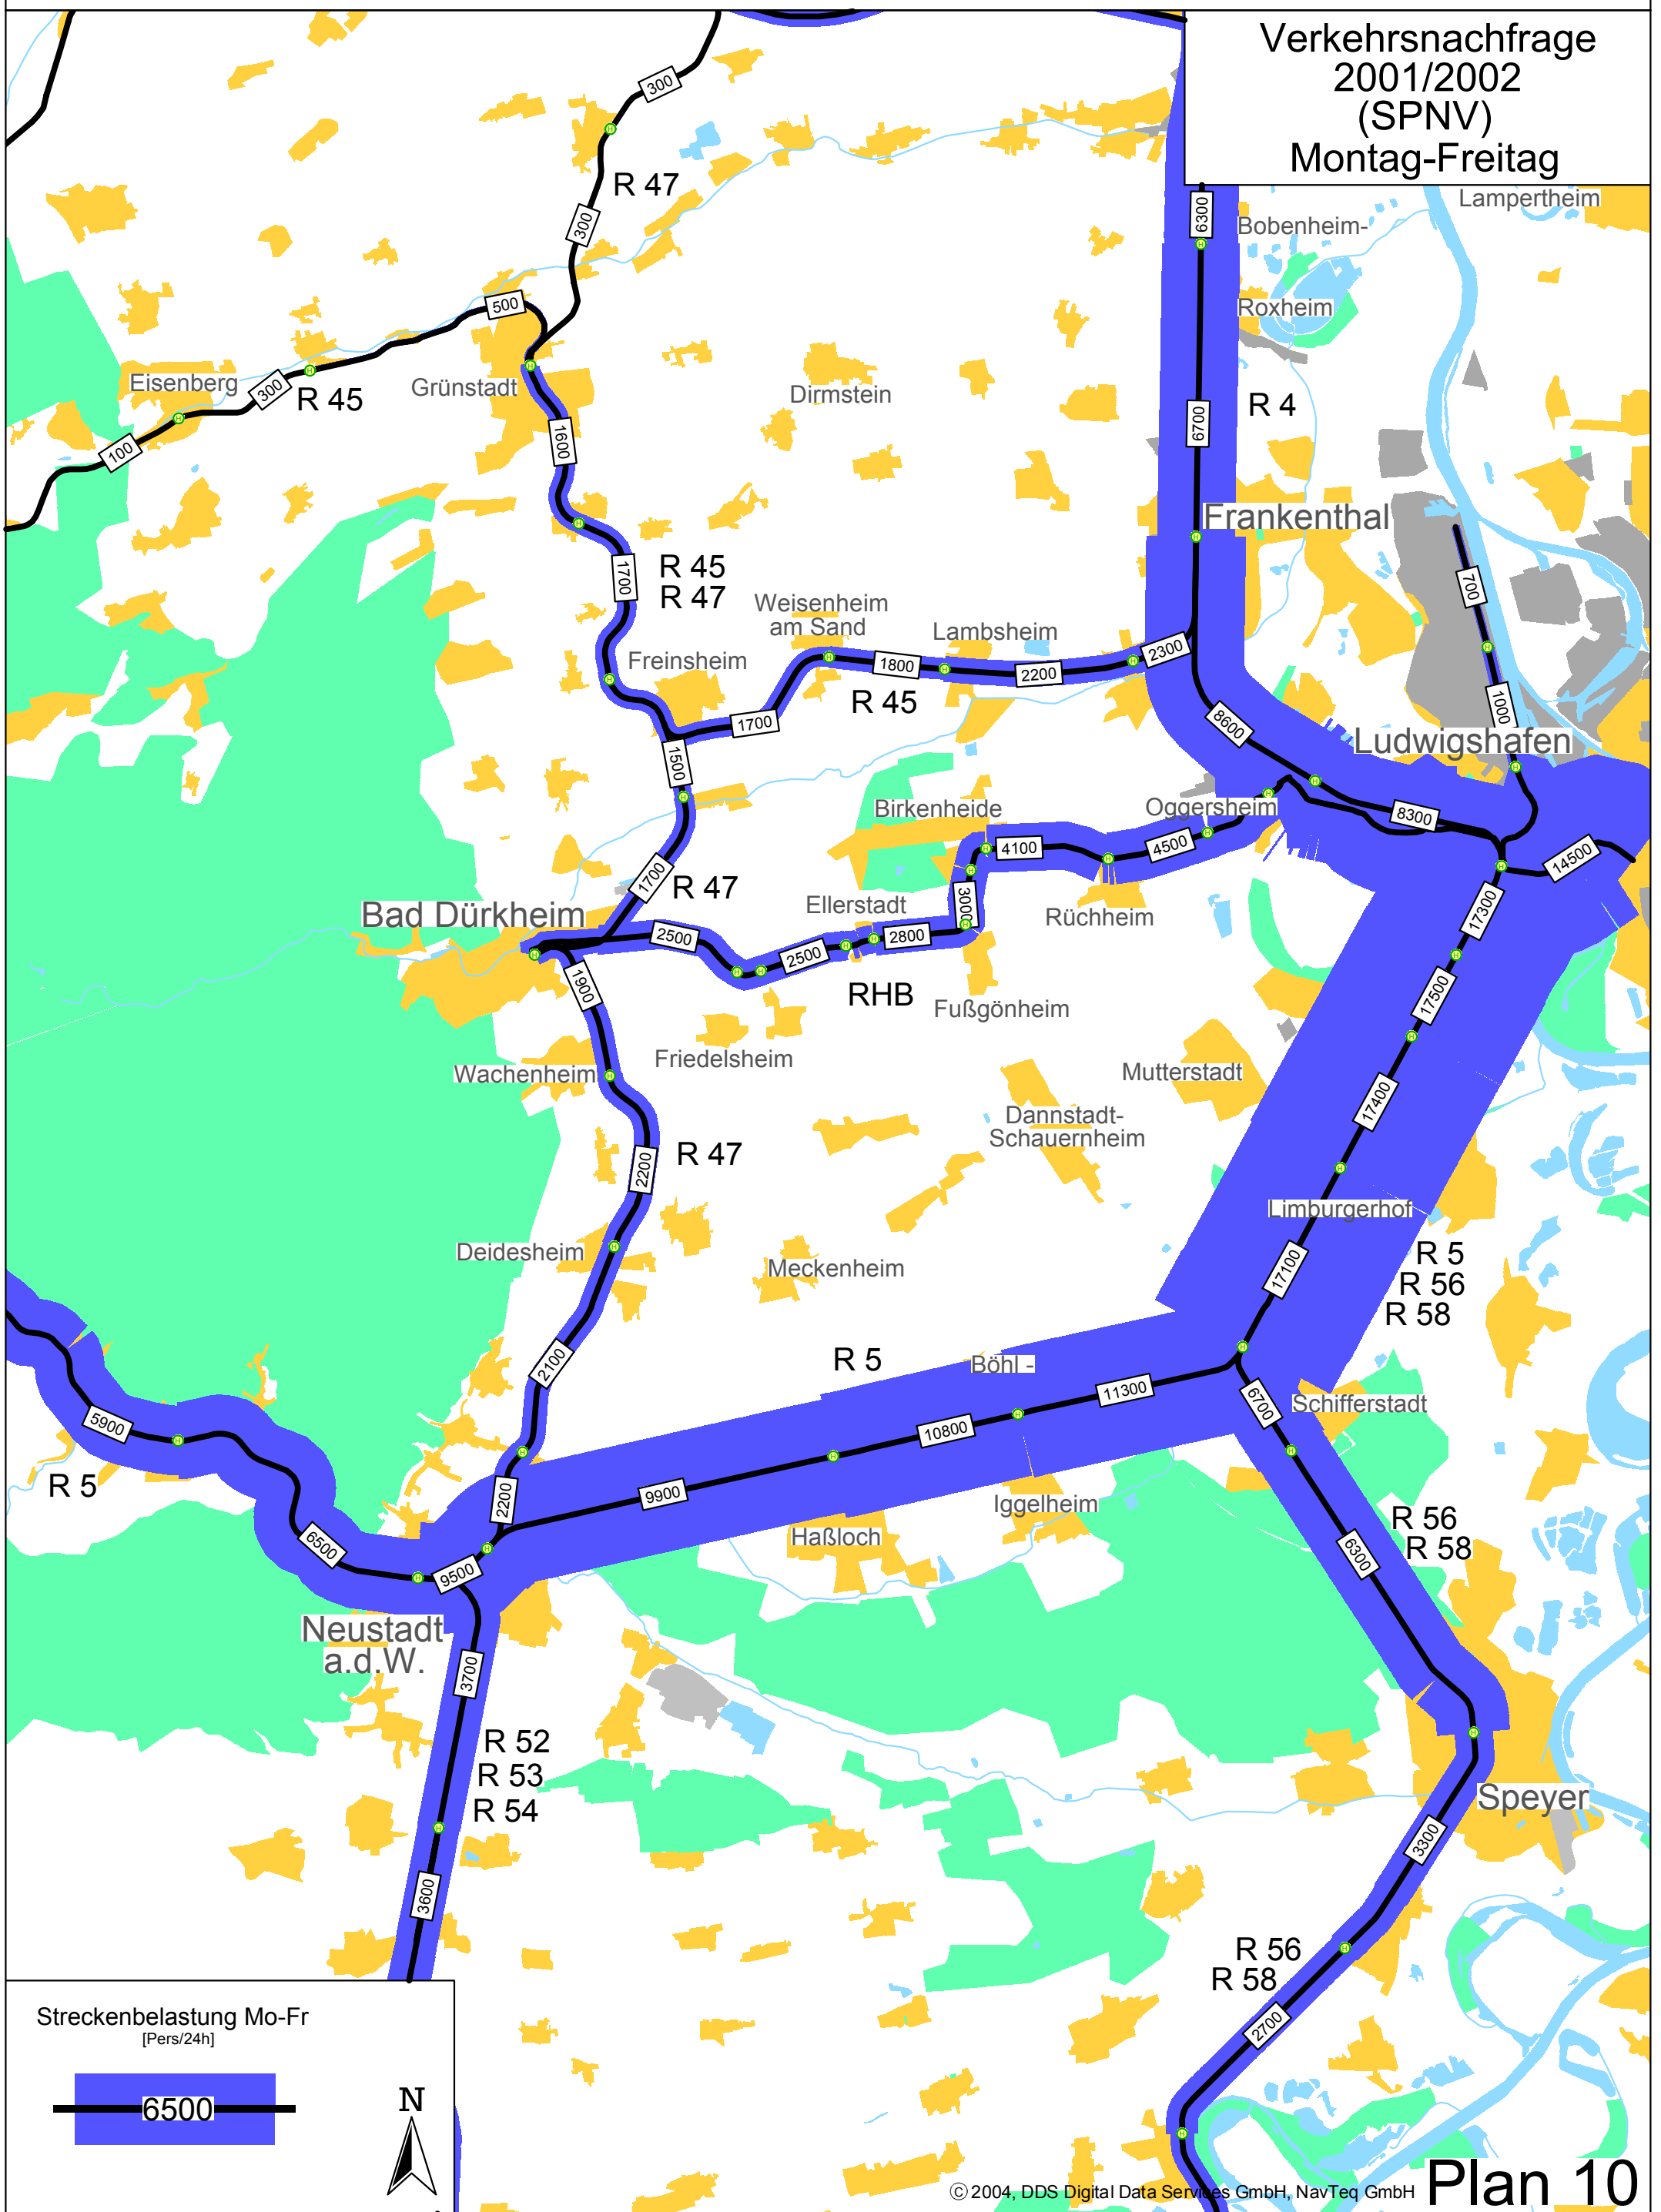 Verkehrsnachfrage
2001/2002
(SPNV)
Montag-Freitag
Lampertheim
300
R 47
300
6300
Bobenheim-
Roxheim
500
Eisenberg
300
R 45
Grünstadt
Dirmstein
R 4
6700
100
1600
Frankenthal
R 45
R 47
1700
700
Weisenheim
am Sand
Lambsheim
Freinsheim
1800
2200
2300
R 45
1700
1000
8600
Ludwigshafen
1500
Birkenheide
Oggersheim
8300
4100
4500
14500
1700
R 47
Ellerstadt
3000
Rüchheim
17300
Bad Dürkheim
2500
2500
2800
1900
RHB
Fußgönheim
17500
Friedelsheim
Wachenheim
Mutterstadt
17400
Dannstadt-
Schauernheim
R 47
2200
Limburgerhof
Deidesheim
Meckenheim
17100
R 5
R 56
R 58
2100
R 5
Böhl -
11300
6700
Schifferstadt
5900
10800
R 5
9900
2200
Iggelheim
Haßloch
R 56
R 58
6500
9500
6300
Neustadt
a.d.W.
3700
R 52
R 53
R 54
Speyer
3300
3600
R 56
R 58
2700
Streckenbelastung Mo-Fr
[Pers/24h]
6500
N
© 2004, DDS Digital Data Services GmbH, NavTeq GmbH
Plan 10